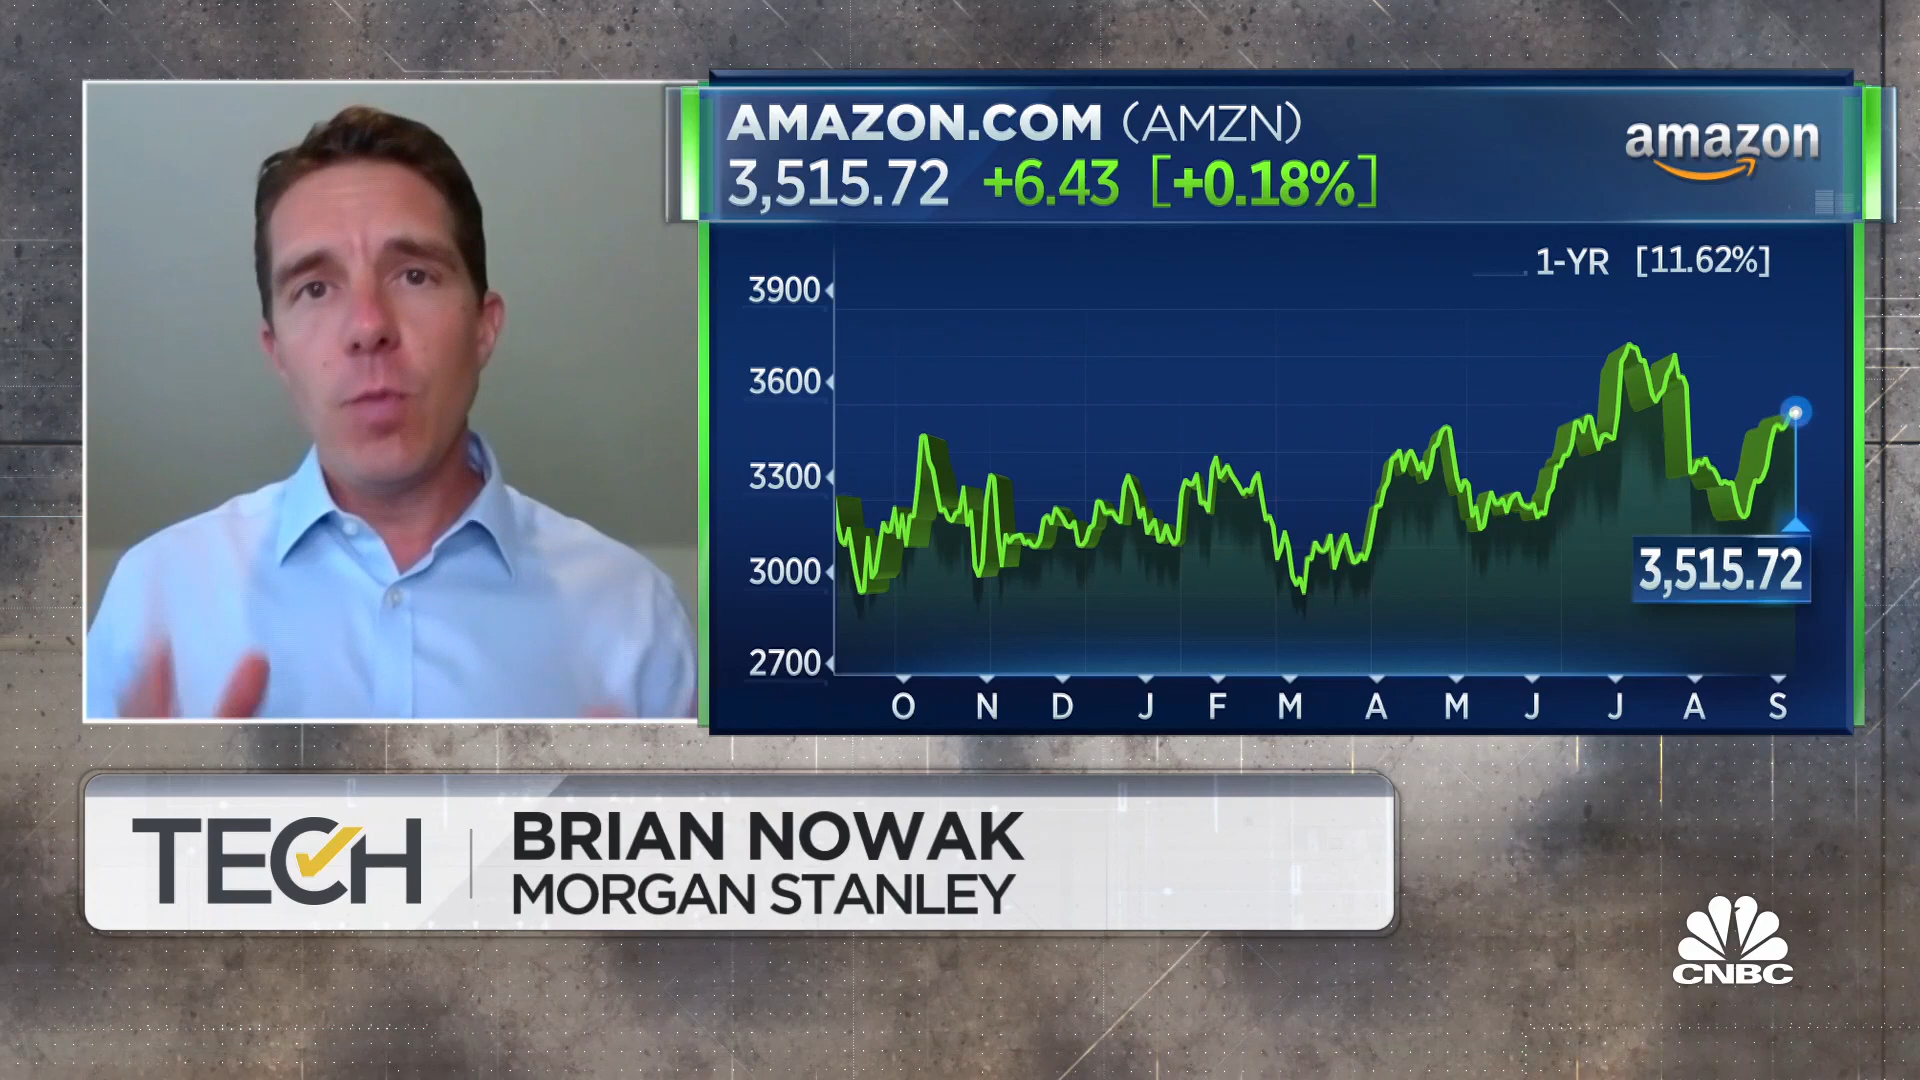 AMAZON.COM (AMZN)
3,515.72 +6.43 [+0.18%]
amazon
1-YR [11.62%]
3900
3600
3300
3000
2700
3,515.72
O N D J F M A M J J A S
TECH
BRIAN NOWAK
MORGAN STANLEY
CNBC